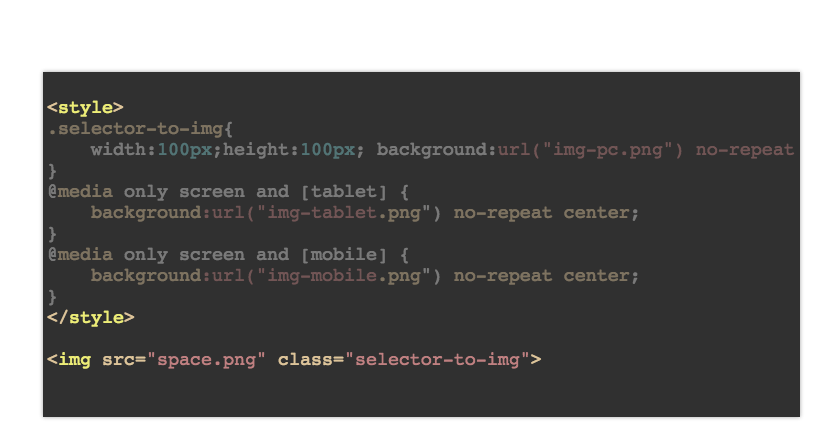 <style>
.selector-to-img{
    width:100px;height:100px; background:url("img-pc.png") no-repeat
}
@media only screen and [tablet] {
    background:url("img-tablet.png") no-repeat center;
}
@media only screen and [mobile] {
    background:url("img-mobile.png") no-repeat center;
}
</style>
<img src="space.png" class="selector-to-img">